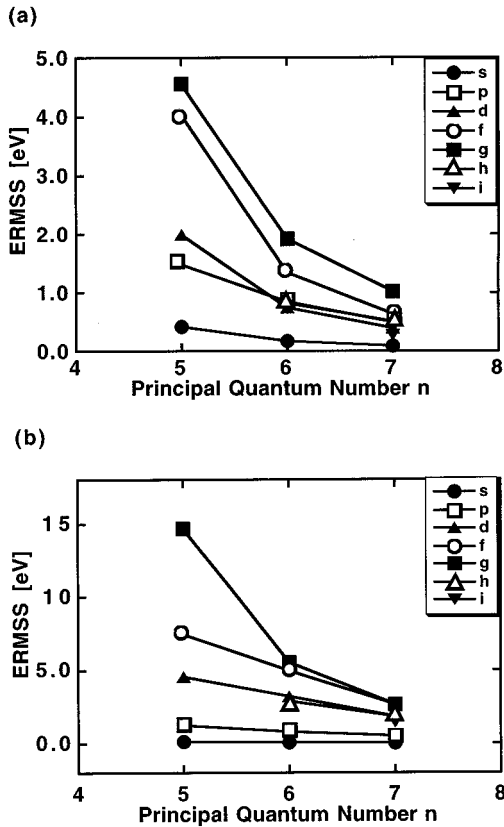 (a)
5.0
4.0
3.0
2.0
1.0
0.0
ERMSS [eV]
s
p
d
f
g
h
i
4 5 6 7 8
Principal Quantum Number n
(b)
15
5.0
0.0
ERMSS [eV]
s
p
d
f
g
h
i
4 5 6 7 8
Principal Quantum Number n